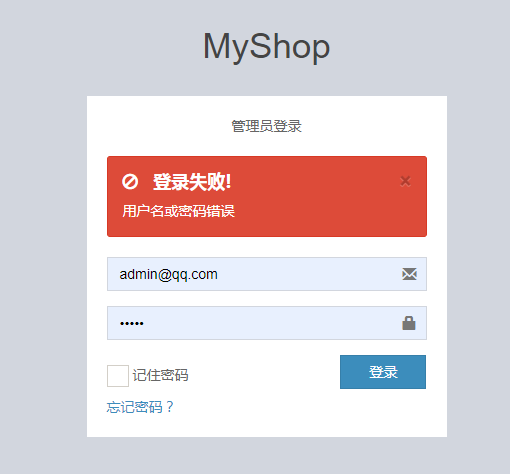 MyShop
管理员登录
登录失败!
×
用户名或密码错误
admin@qq.com
•••••
记住密码
登录
忘记密码？